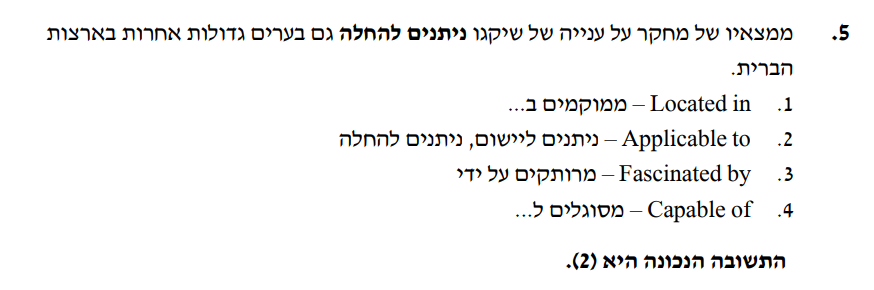 5. ממצאיו של מחקר על ענייה של שיקגו ניתנים להחלה גם בערים גדולות אחרות בארצות
הברית.
1. Located in – ממוקמים ב...
2. Applicable to – ניתנים ליישום, ניתנים להחלה
3. Fascinated by – מרותקים על ידי
4. Capable of – מסוגלים ל...
התשובה הנכונה היא (2).